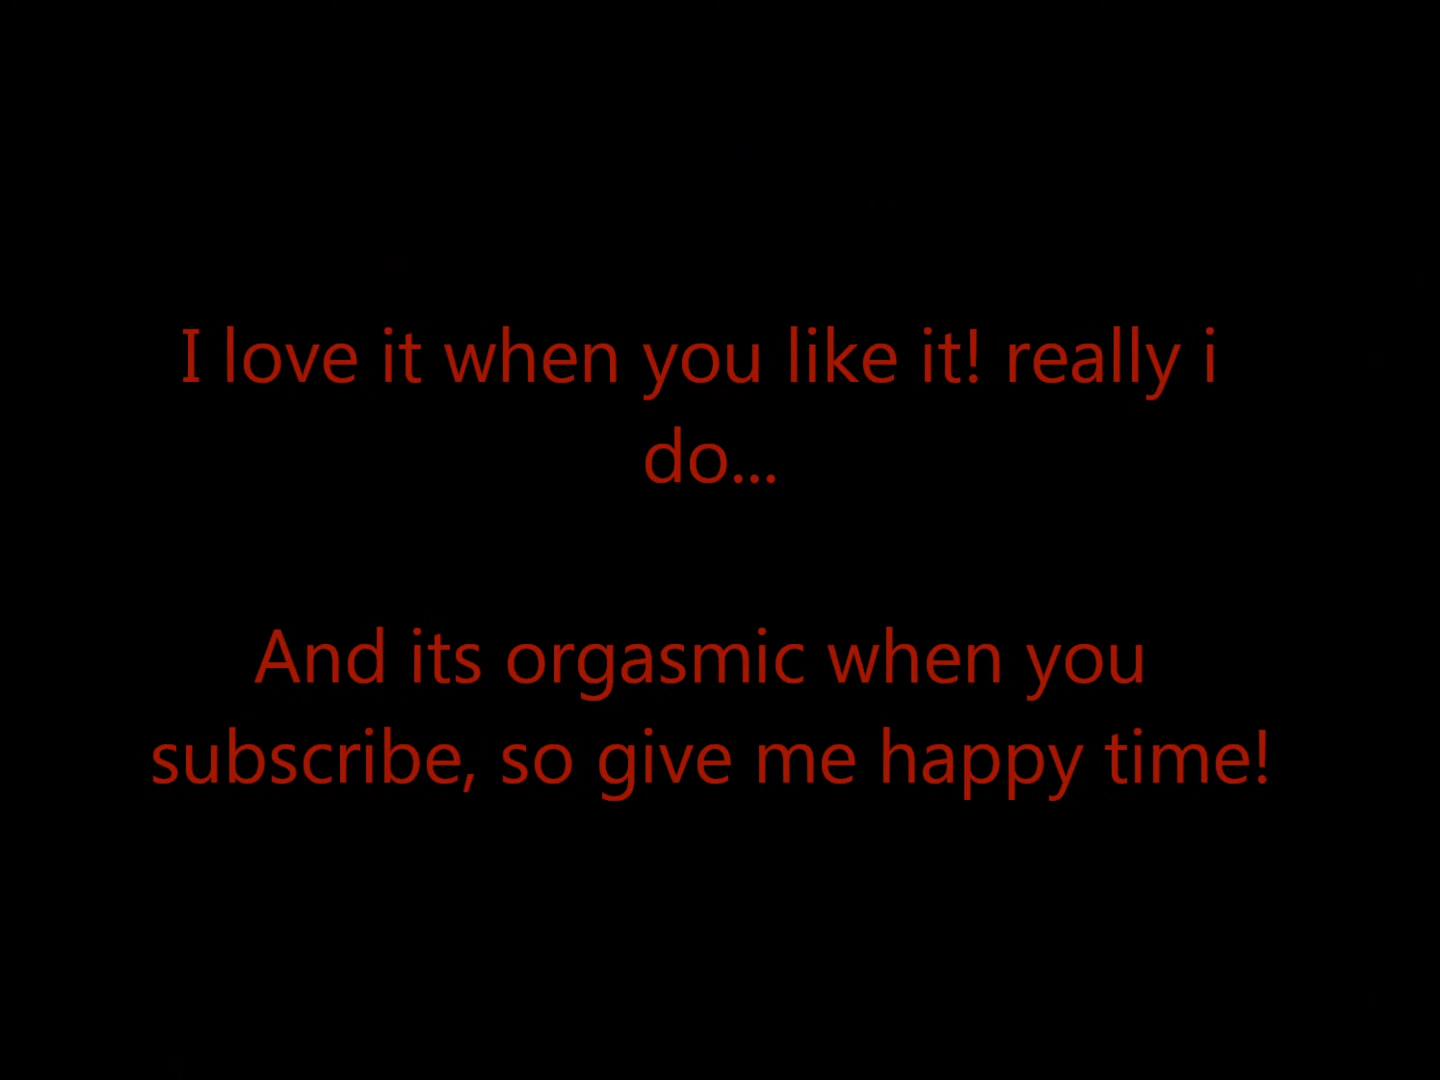 I love it when you like it! really i
do...
And its orgasmic when you
subscribe, so give me happy time!